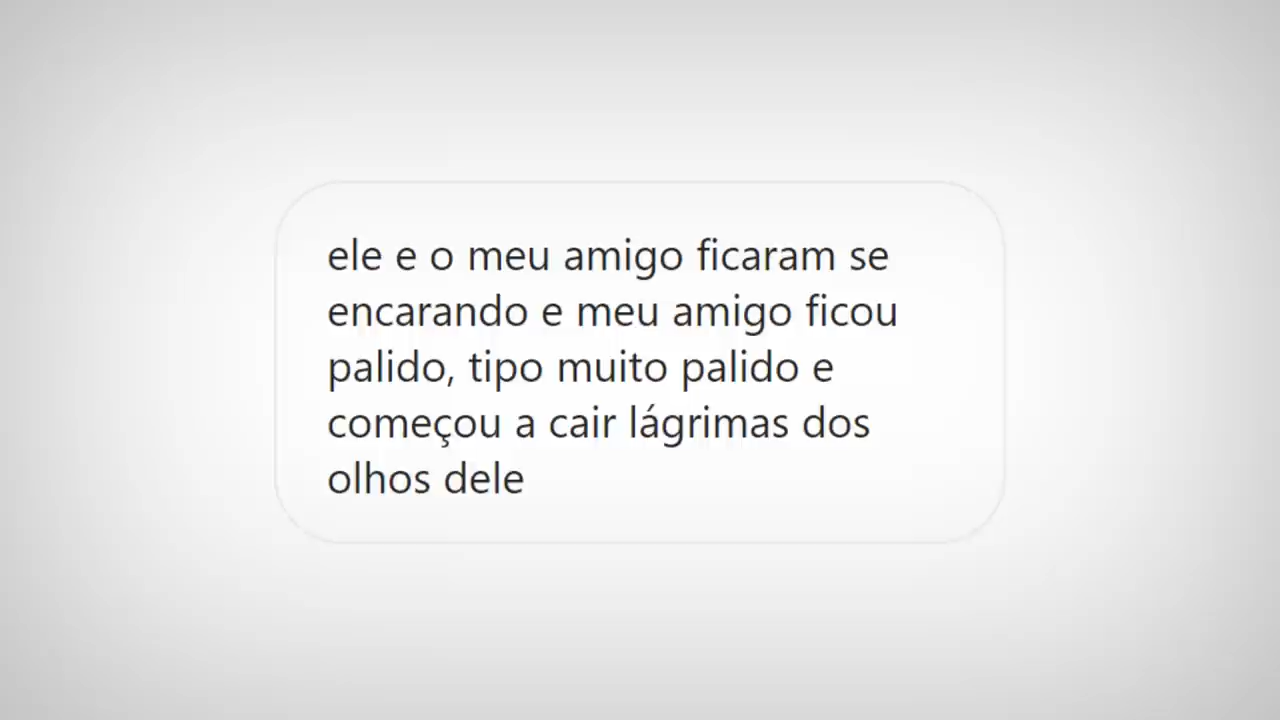 ele e o meu amigo ficaram se
encarando e meu amigo ficou
palido, tipo muito palido e
começou a cair lágrimas dos
olhos dele